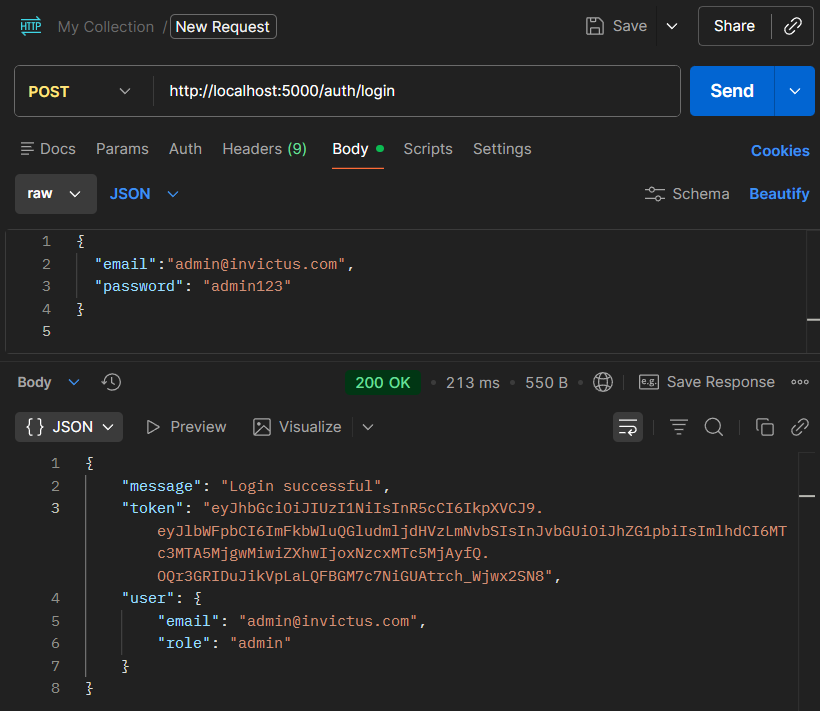 HTTP My Collection / New Request Save Share
POST http://localhost:5000/auth/login Send
Docs Params Auth Headers (9) Body Scripts Settings Cookies
raw JSON Schema Beautify
1 {
2 "email":"admin@invictus.com",
3 "password": "admin123"
4 }
5
Body 200 OK • 213 ms • 550 B • e.g. Save Response
{} JSON Preview Visualize
1 {
2 "message": "Login successful",
3 "token": "eyJhbGciOiJIUzI1NiIsInR5cCI6IkpXVCJ9.
eyJlbWFpbCI6ImFkbWluQGludmljdHVzLmNvbSIsInJvbGUiOiJhZG1pbiIsImlhdCI6MT
c3MTA5MjgwMiwiZXhwIjoxNzcxMTc5MjAyfQ.
OQr3GRIDuJikVpLaLQFBGM7c7NiGUAtrch_Wjwx2SN8",
4 "user": {
5 "email": "admin@invictus.com",
6 "role": "admin"
7 }
8 }